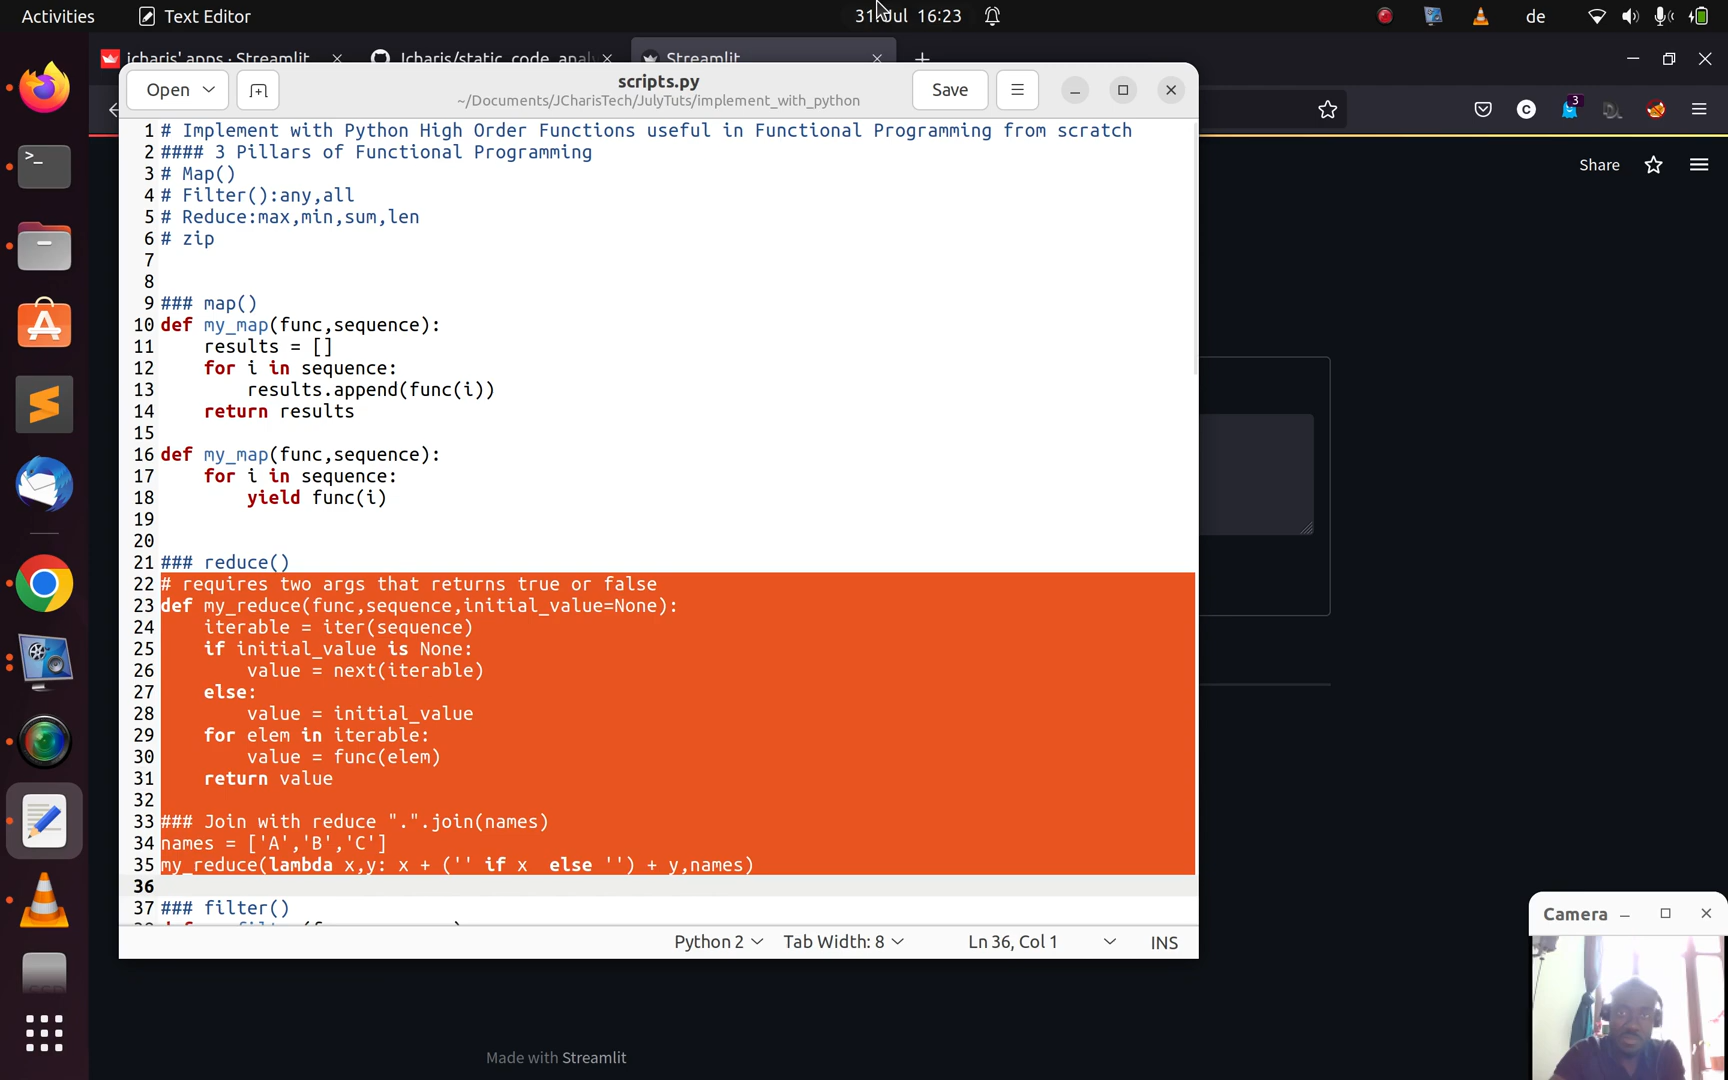 Activities Text Editor 31 Jul 16:23 de
jcharis' apps · Streamlit Jcharis/static_code_anal Streamlit
Open scripts.py Save
~/Documents/JCharisTech/JulyTuts/implement_with_python
3
Share
1 # Implement with Python High Order Functions useful in Functional Programming from scratch
2 #### 3 Pillars of Functional Programming
3 # Map()
4 # Filter():any,all
5 # Reduce:max,min,sum,len
6 # zip
7
8
9 ### map()
10 def my_map(func,sequence):
11     results = []
12     for i in sequence:
13         results.append(func(i))
14     return results
15
16 def my_map(func,sequence):
17     for i in sequence:
18         yield func(i)
19
20
21 ### reduce()
22 # requires two args that returns true or false
23 def my_reduce(func,sequence,initial_value=None):
24     iterable = iter(sequence)
25     if initial_value is None:
26         value = next(iterable)
27     else:
28         value = initial_value
29     for elem in iterable:
30         value = func(elem)
31     return value
32
33 ### Join with reduce ".".join(names)
34 names = ['A','B','C']
35 my_reduce(lambda x,y: x + ('' if x  else '') + y,names)
36
37 ### filter()
Python 2 Tab Width: 8 Ln 36, Col 1 INS
Camera
Made with Streamlit